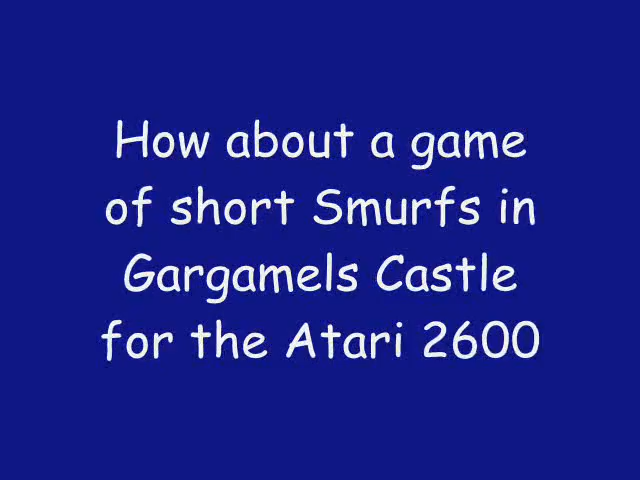 How about a game
of short Smurfs in
Gargamels Castle
for the Atari 2600